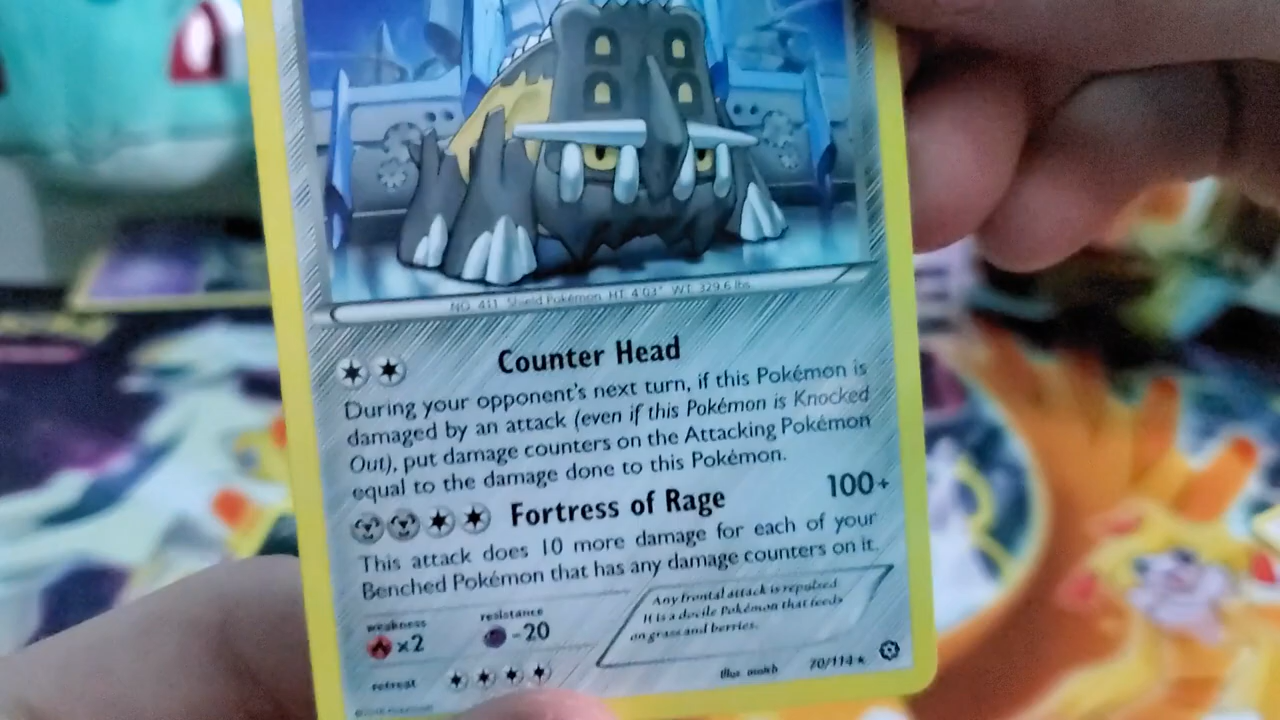 NO. 411 Shield Pokémon HT: 4'03" WT: 329.6 lbs
Counter Head
During your opponent's next turn, if this Pokémon is
damaged by an attack (even if this Pokémon is Knocked
Out), put damage counters on the Attacking Pokémon
equal to the damage done to this Pokémon.
Fortress of Rage 100+
This attack does 10 more damage for each of your
Benched Pokémon that has any damage counters on it.
weakness
×2
resistance
-20
Any frontal attack is repulsed.
It is a docile Pokémon that feeds
on grass and berries.
retreat
Illus. match 70/114 ★